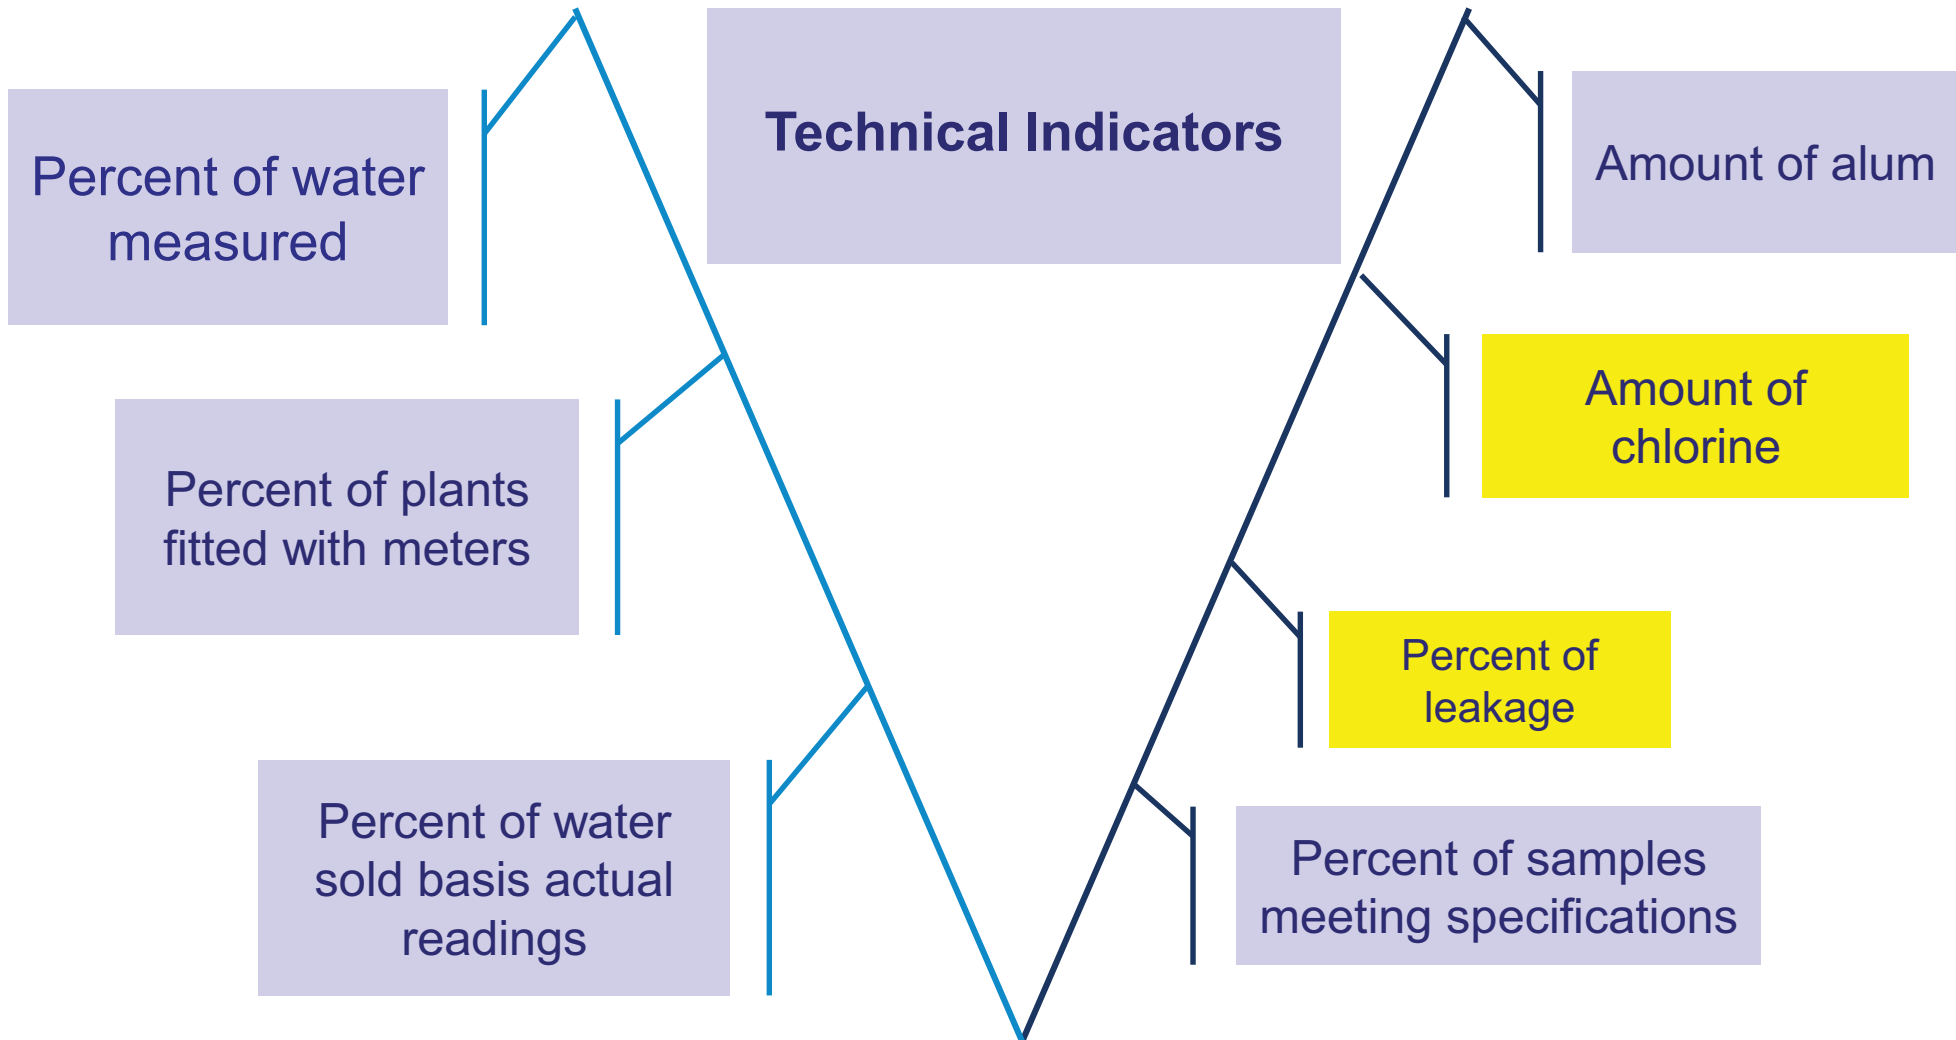 Technical Indicators
Percent of water
measured
Percent of plants
fitted with meters
Percent of water
sold basis actual
readings
Amount of alum
Amount of
chlorine
Percent of
leakage
Percent of samples
meeting specifications